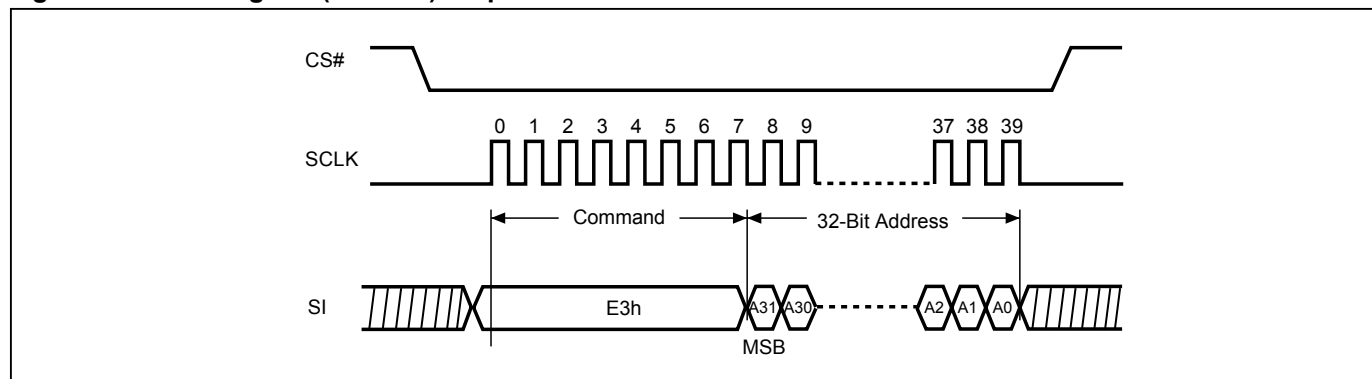 CS#
0 1 2 3 4 5 6 7 8 9 37 38 39
SCLK
Command 32-Bit Address
SI E3h A31 A30 A2 A1 A0
MSB